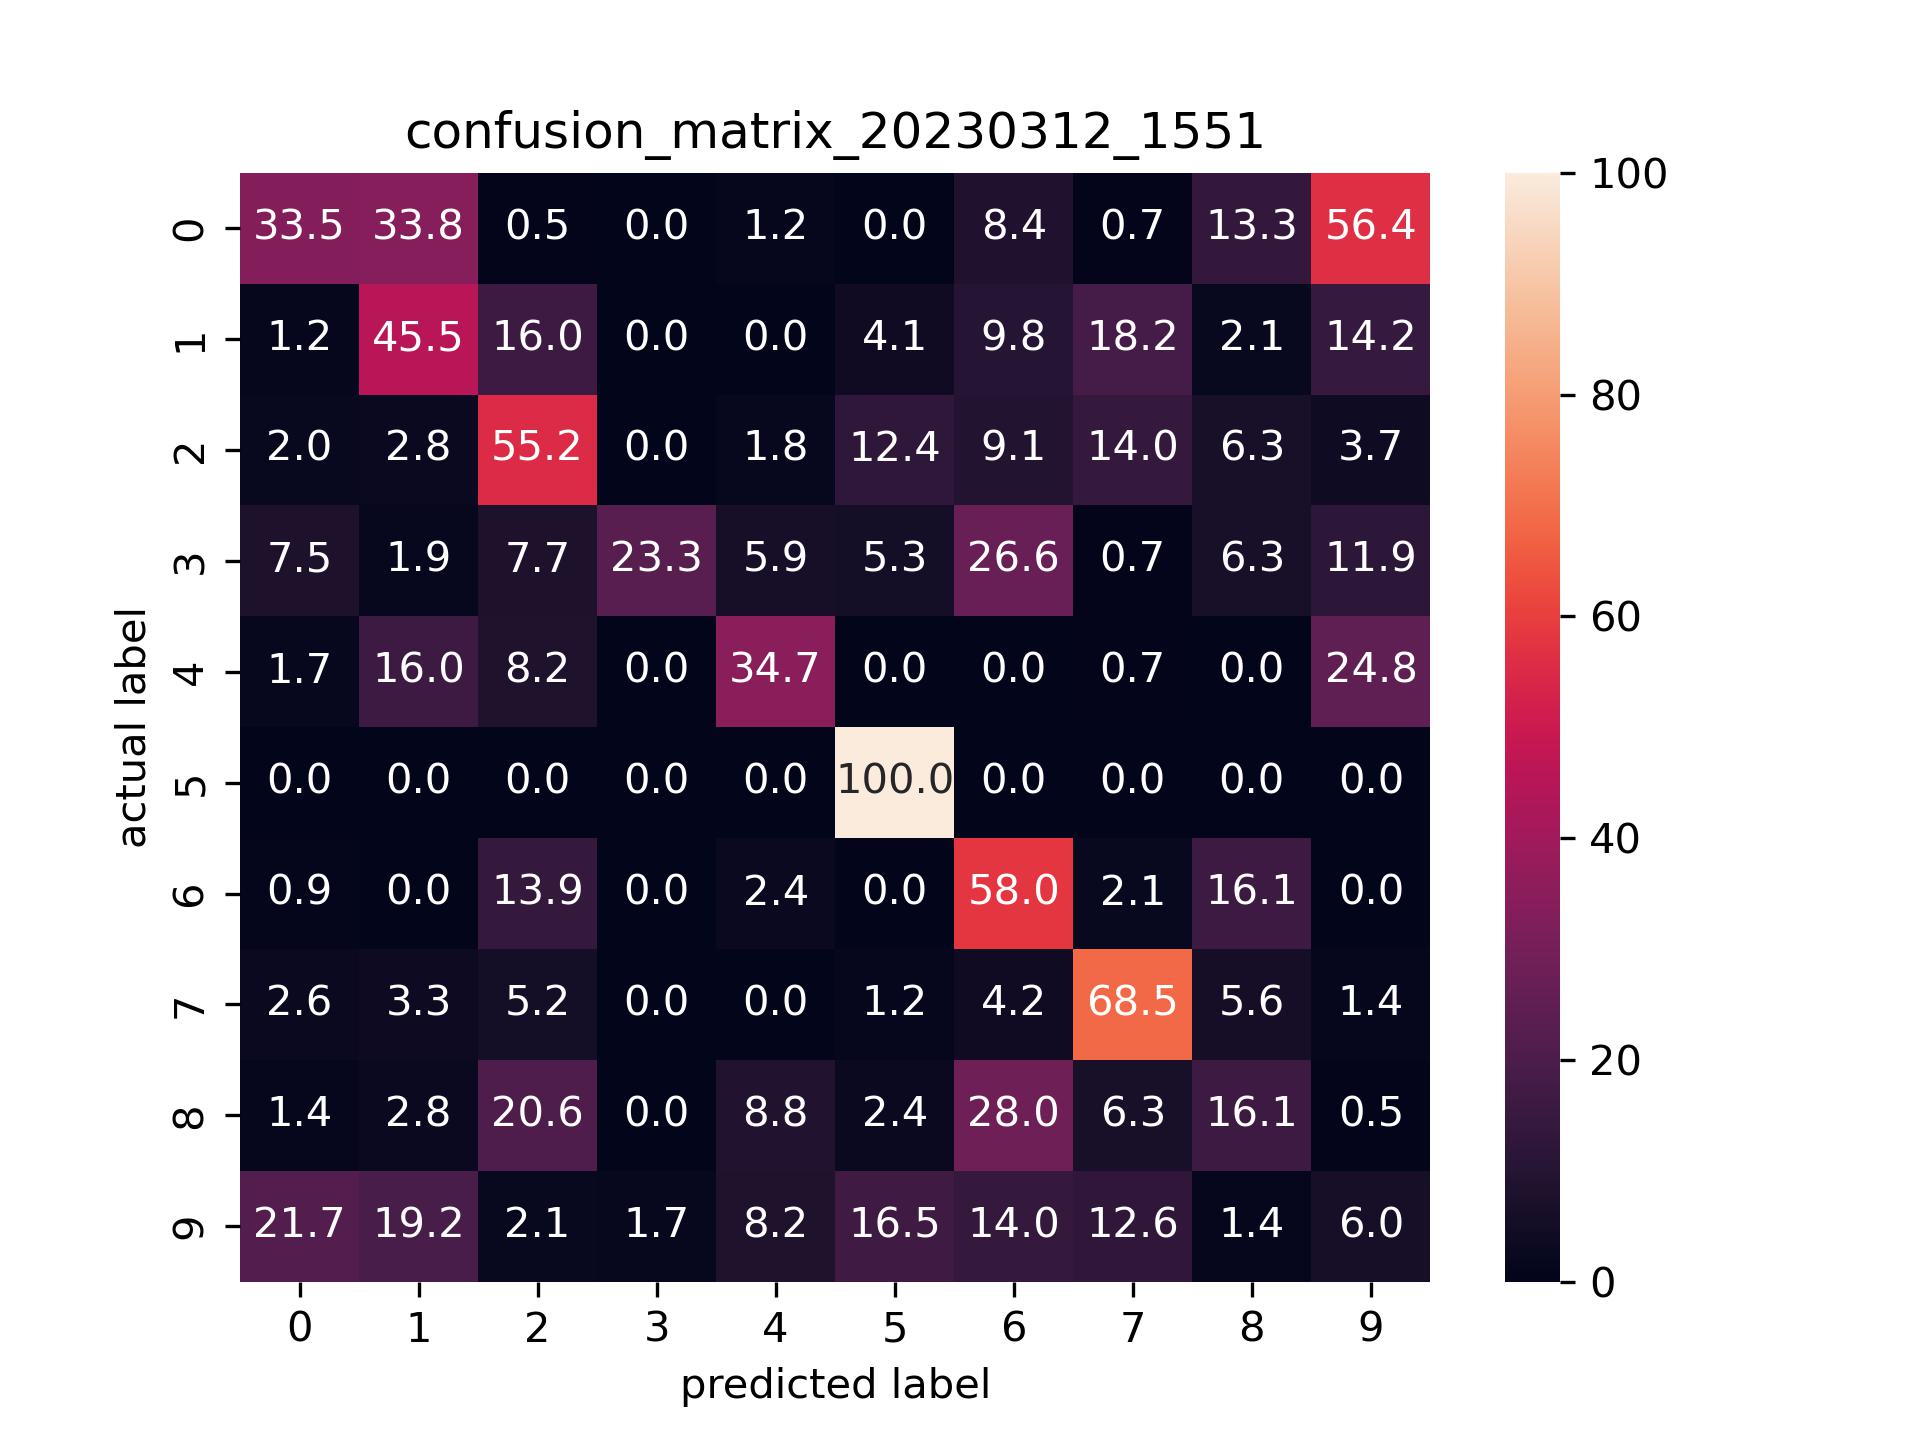 confusion_matrix_20230312_1551
0 33.5 33.8 0.5 0.0 1.2 0.0 8.4 0.7 13.3 56.4
1 1.2 45.5 16.0 0.0 0.0 4.1 9.8 18.2 2.1 14.2
2 2.0 2.8 55.2 0.0 1.8 12.4 9.1 14.0 6.3 3.7
3 7.5 1.9 7.7 23.3 5.9 5.3 26.6 0.7 6.3 11.9
4 1.7 16.0 8.2 0.0 34.7 0.0 0.0 0.7 0.0 24.8
5 0.0 0.0 0.0 0.0 0.0 100.0 0.0 0.0 0.0 0.0
6 0.9 0.0 13.9 0.0 2.4 0.0 58.0 2.1 16.1 0.0
7 2.6 3.3 5.2 0.0 0.0 1.2 4.2 68.5 5.6 1.4
8 1.4 2.8 20.6 0.0 8.8 2.4 28.0 6.3 16.1 0.5
9 21.7 19.2 2.1 1.7 8.2 16.5 14.0 12.6 1.4 6.0
0 1 2 3 4 5 6 7 8 9
predicted label
actual label
100
80
60
40
20
0